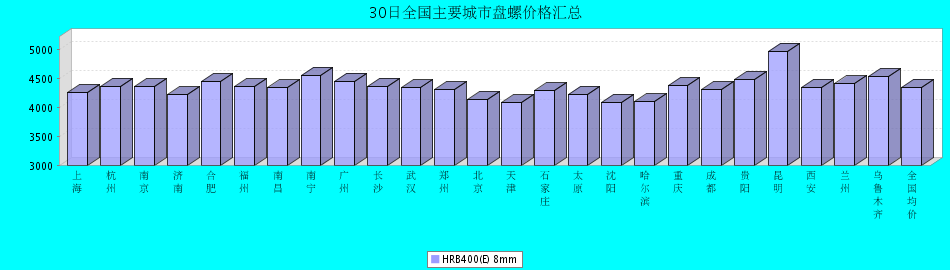 30日全国主要城市盘螺价格汇总
5000
4500
4000
3500
3000
上海
杭州
南京
济南
合肥
福州
南昌
南宁
广州
长沙
武汉
郑州
北京
天津
石家庄
太原
沈阳
哈尔滨
重庆
成都
贵阳
昆明
西安
兰州
乌鲁木齐
全国均价
HRB400(E) 8mm